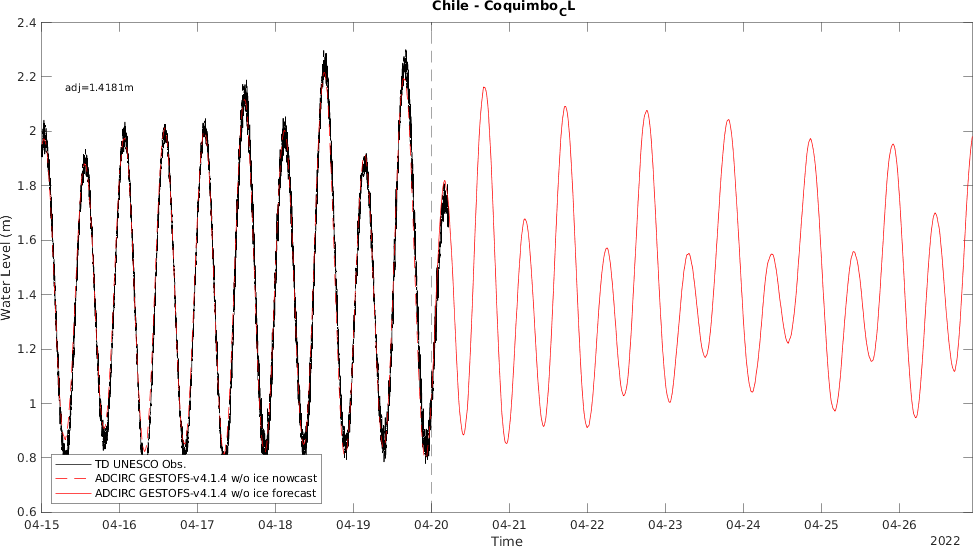 Chile - Coquimbo_CL
2.4
2.2
2
1.8
1.6
1.4
1.2
1
0.8
0.6
Water Level (m)
adj=1.4181m
TD UNESCO Obs.
ADCIRC GESTOFS-v4.1.4 w/o ice nowcast
ADCIRC GESTOFS-v4.1.4 w/o ice forecast
04-15 04-16 04-17 04-18 04-19 04-20 04-21 04-22 04-23 04-24 04-25 04-26
Time
2022